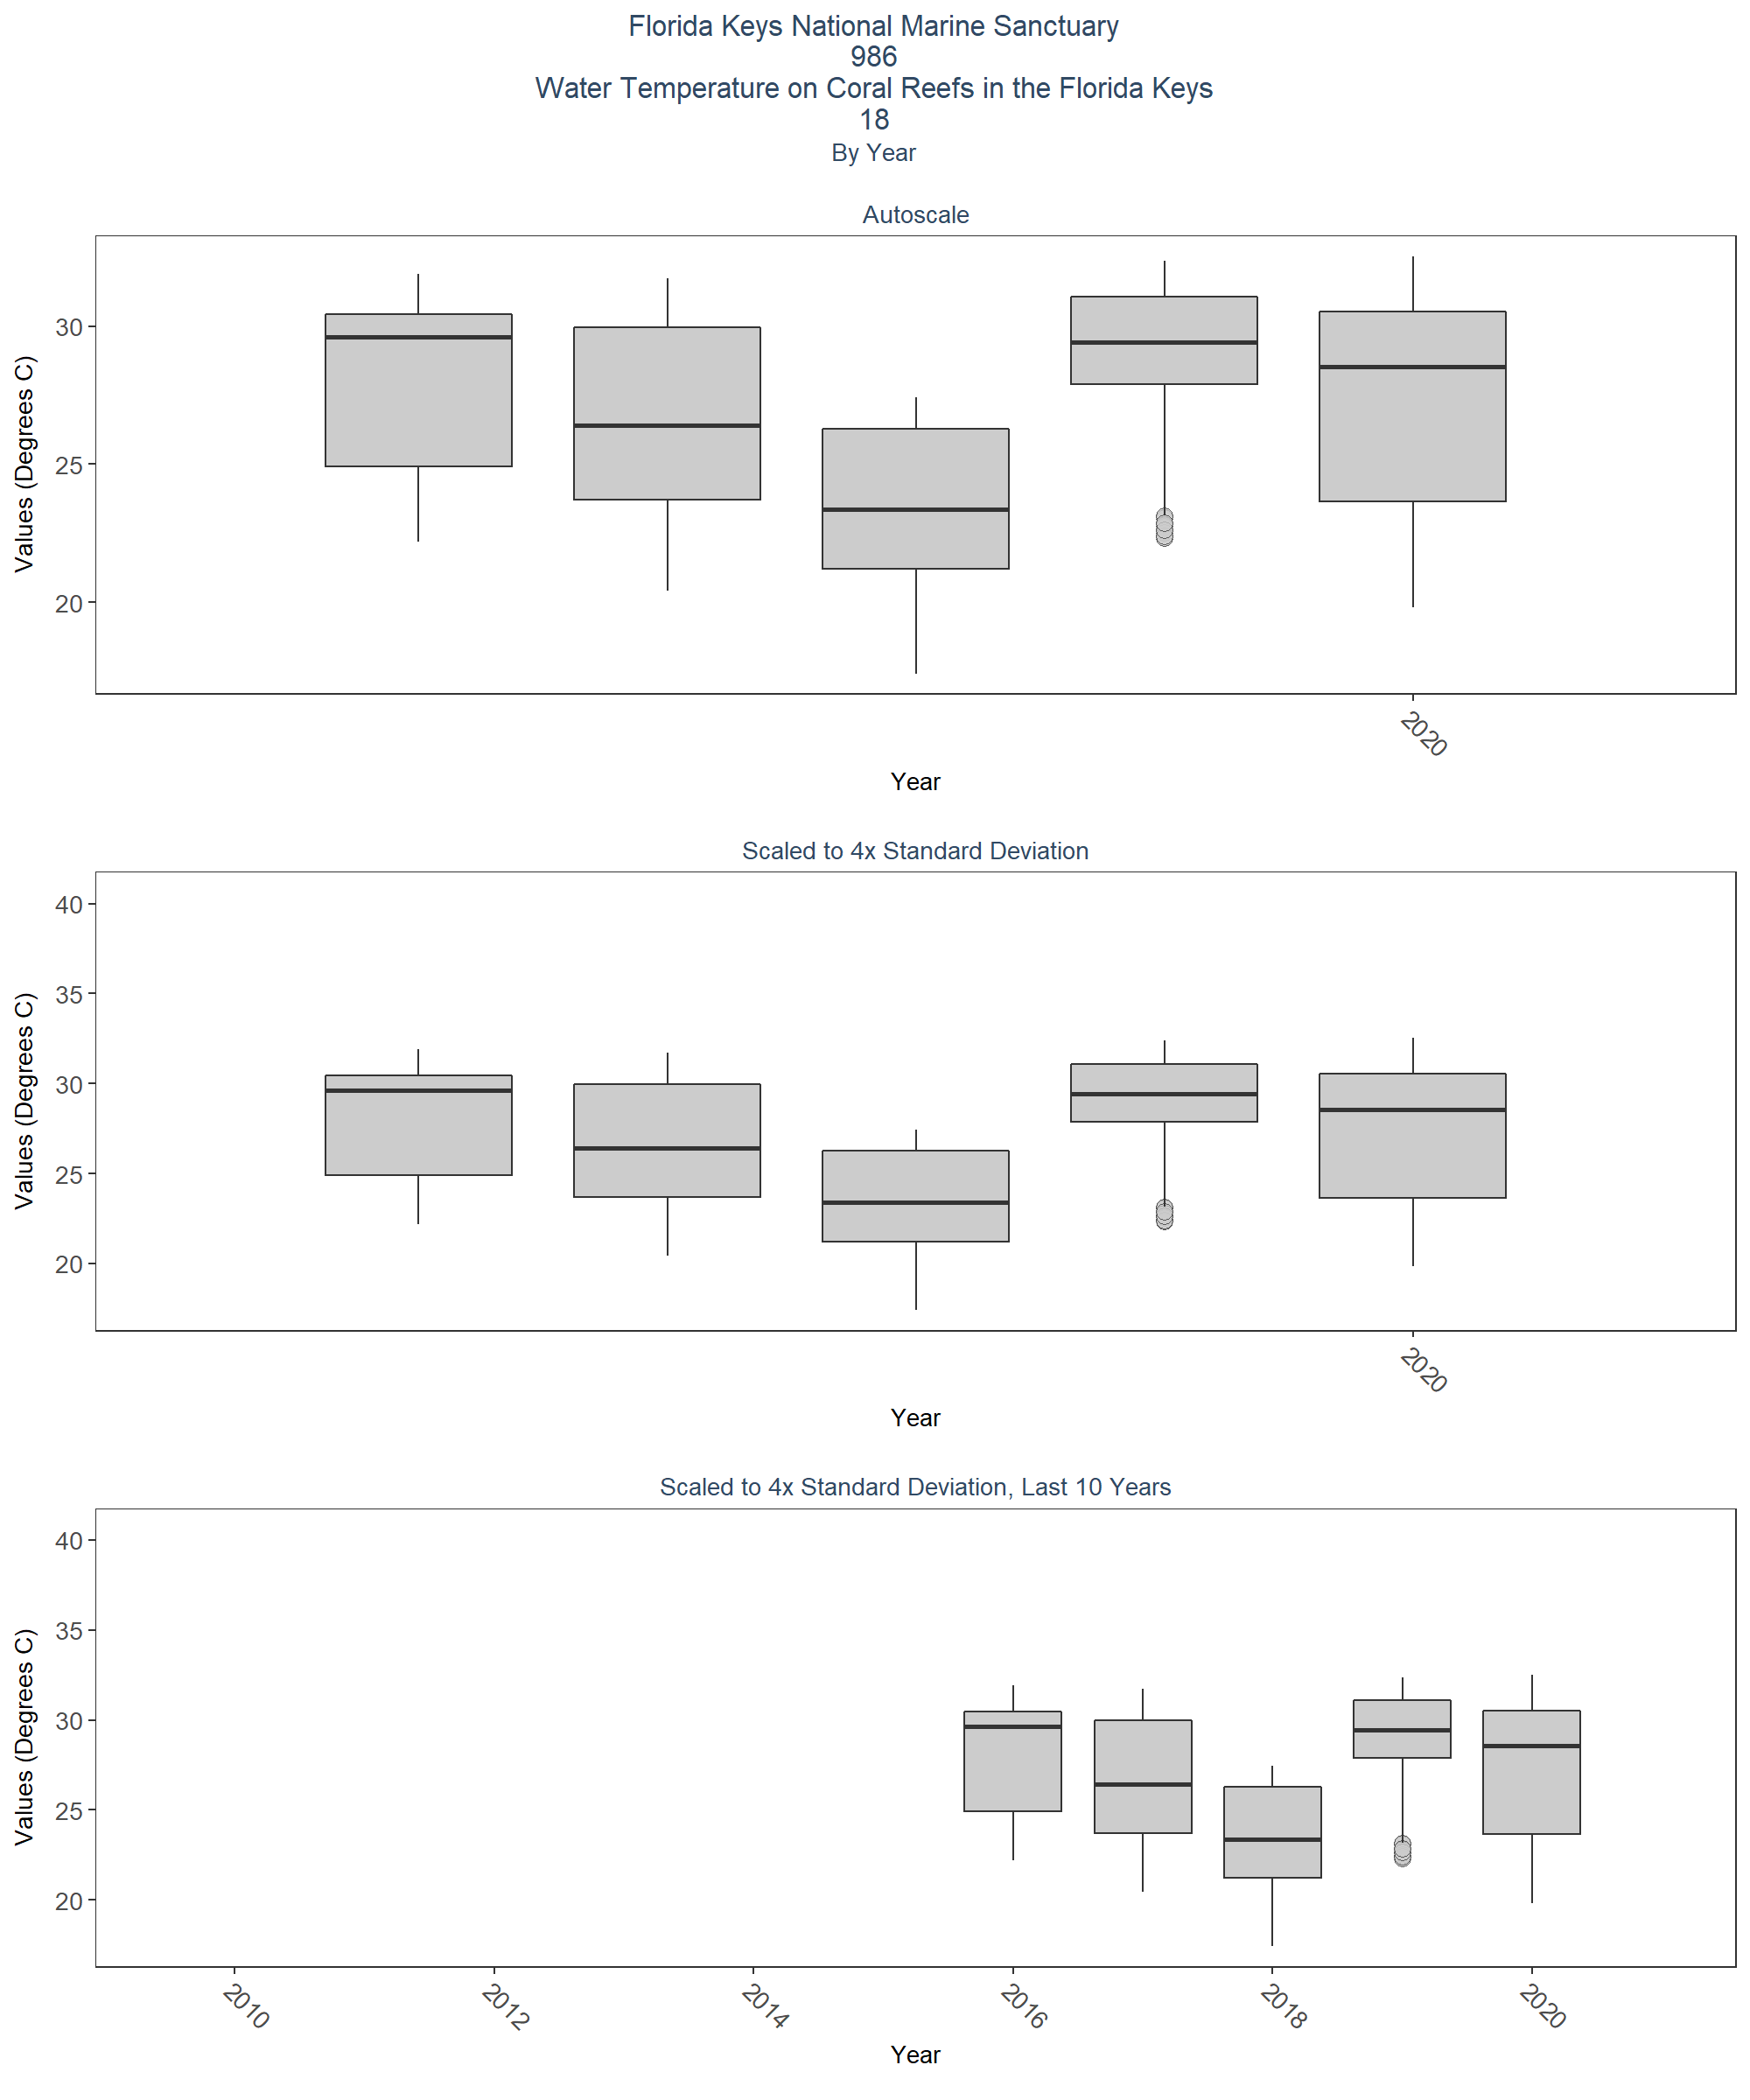 Florida Keys National Marine Sanctuary
986
Water Temperature on Coral Reefs in the Florida Keys
18
By Year
Autoscale
Values (Degrees C)
30
25
20
2020
Year
Scaled to 4x Standard Deviation
Values (Degrees C)
40
35
30
25
20
2020
Year
Scaled to 4x Standard Deviation, Last 10 Years
Values (Degrees C)
40
35
30
25
20
2010
2012
2014
2016
2018
2020
Year